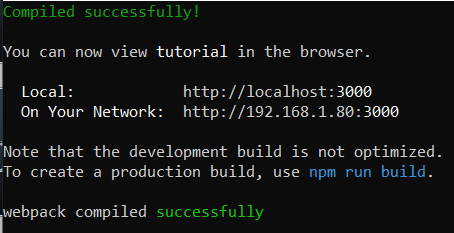 Compiled successfully!
You can now view tutorial in the browser.
Local: http://localhost:3000
On Your Network: http://192.168.1.80:3000
Note that the development build is not optimized.
To create a production build, use npm run build.
webpack compiled successfully